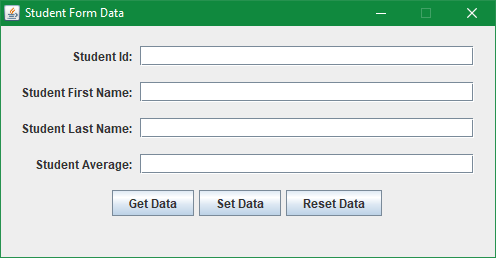 Student Form Data
Student Id:
Student First Name:
Student Last Name:
Student Average:
Get Data Set Data Reset Data